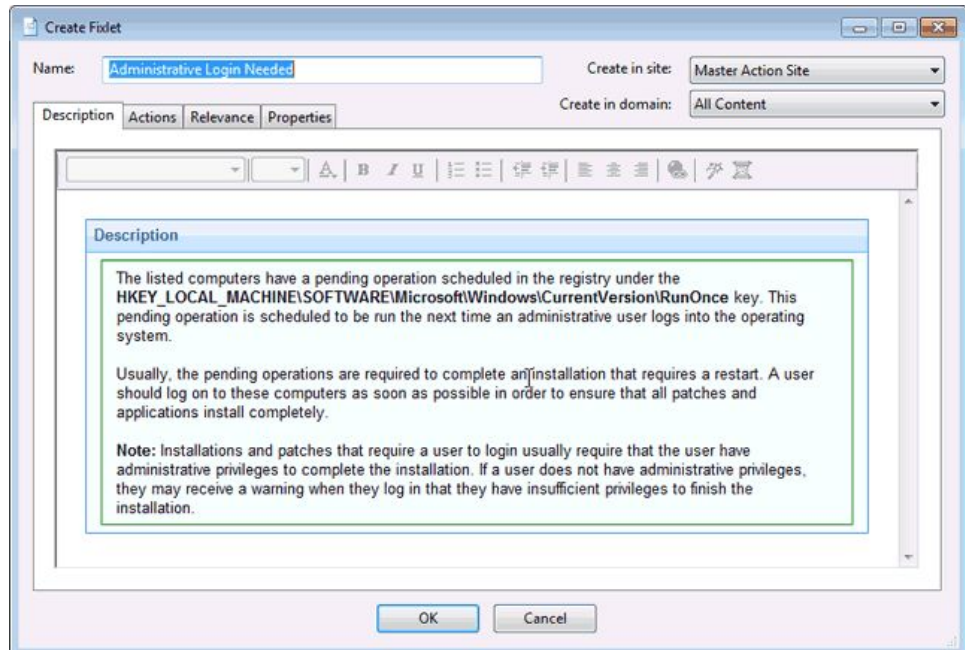 Create Fixlet
Name: Administrative Login Needed Create in site: Master Action Site
Create in domain: All Content
Description Actions Relevance Properties
A B I U
Description
The listed computers have a pending operation scheduled in the registry under the
HKEY_LOCAL_MACHINE\SOFTWARE\Microsoft\Windows\CurrentVersion\RunOnce key. This
pending operation is scheduled to be run the next time an administrative user logs into the operating
system.
Usually, the pending operations are required to complete an installation that requires a restart. A user
should log on to these computers as soon as possible in order to ensure that all patches and
applications install completely.
Note: Installations and patches that require a user to login usually require that the user have
administrative privileges to complete the installation. If a user does not have administrative privileges,
they may receive a warning when they log in that they have insufficient privileges to finish the
installation.
OK Cancel